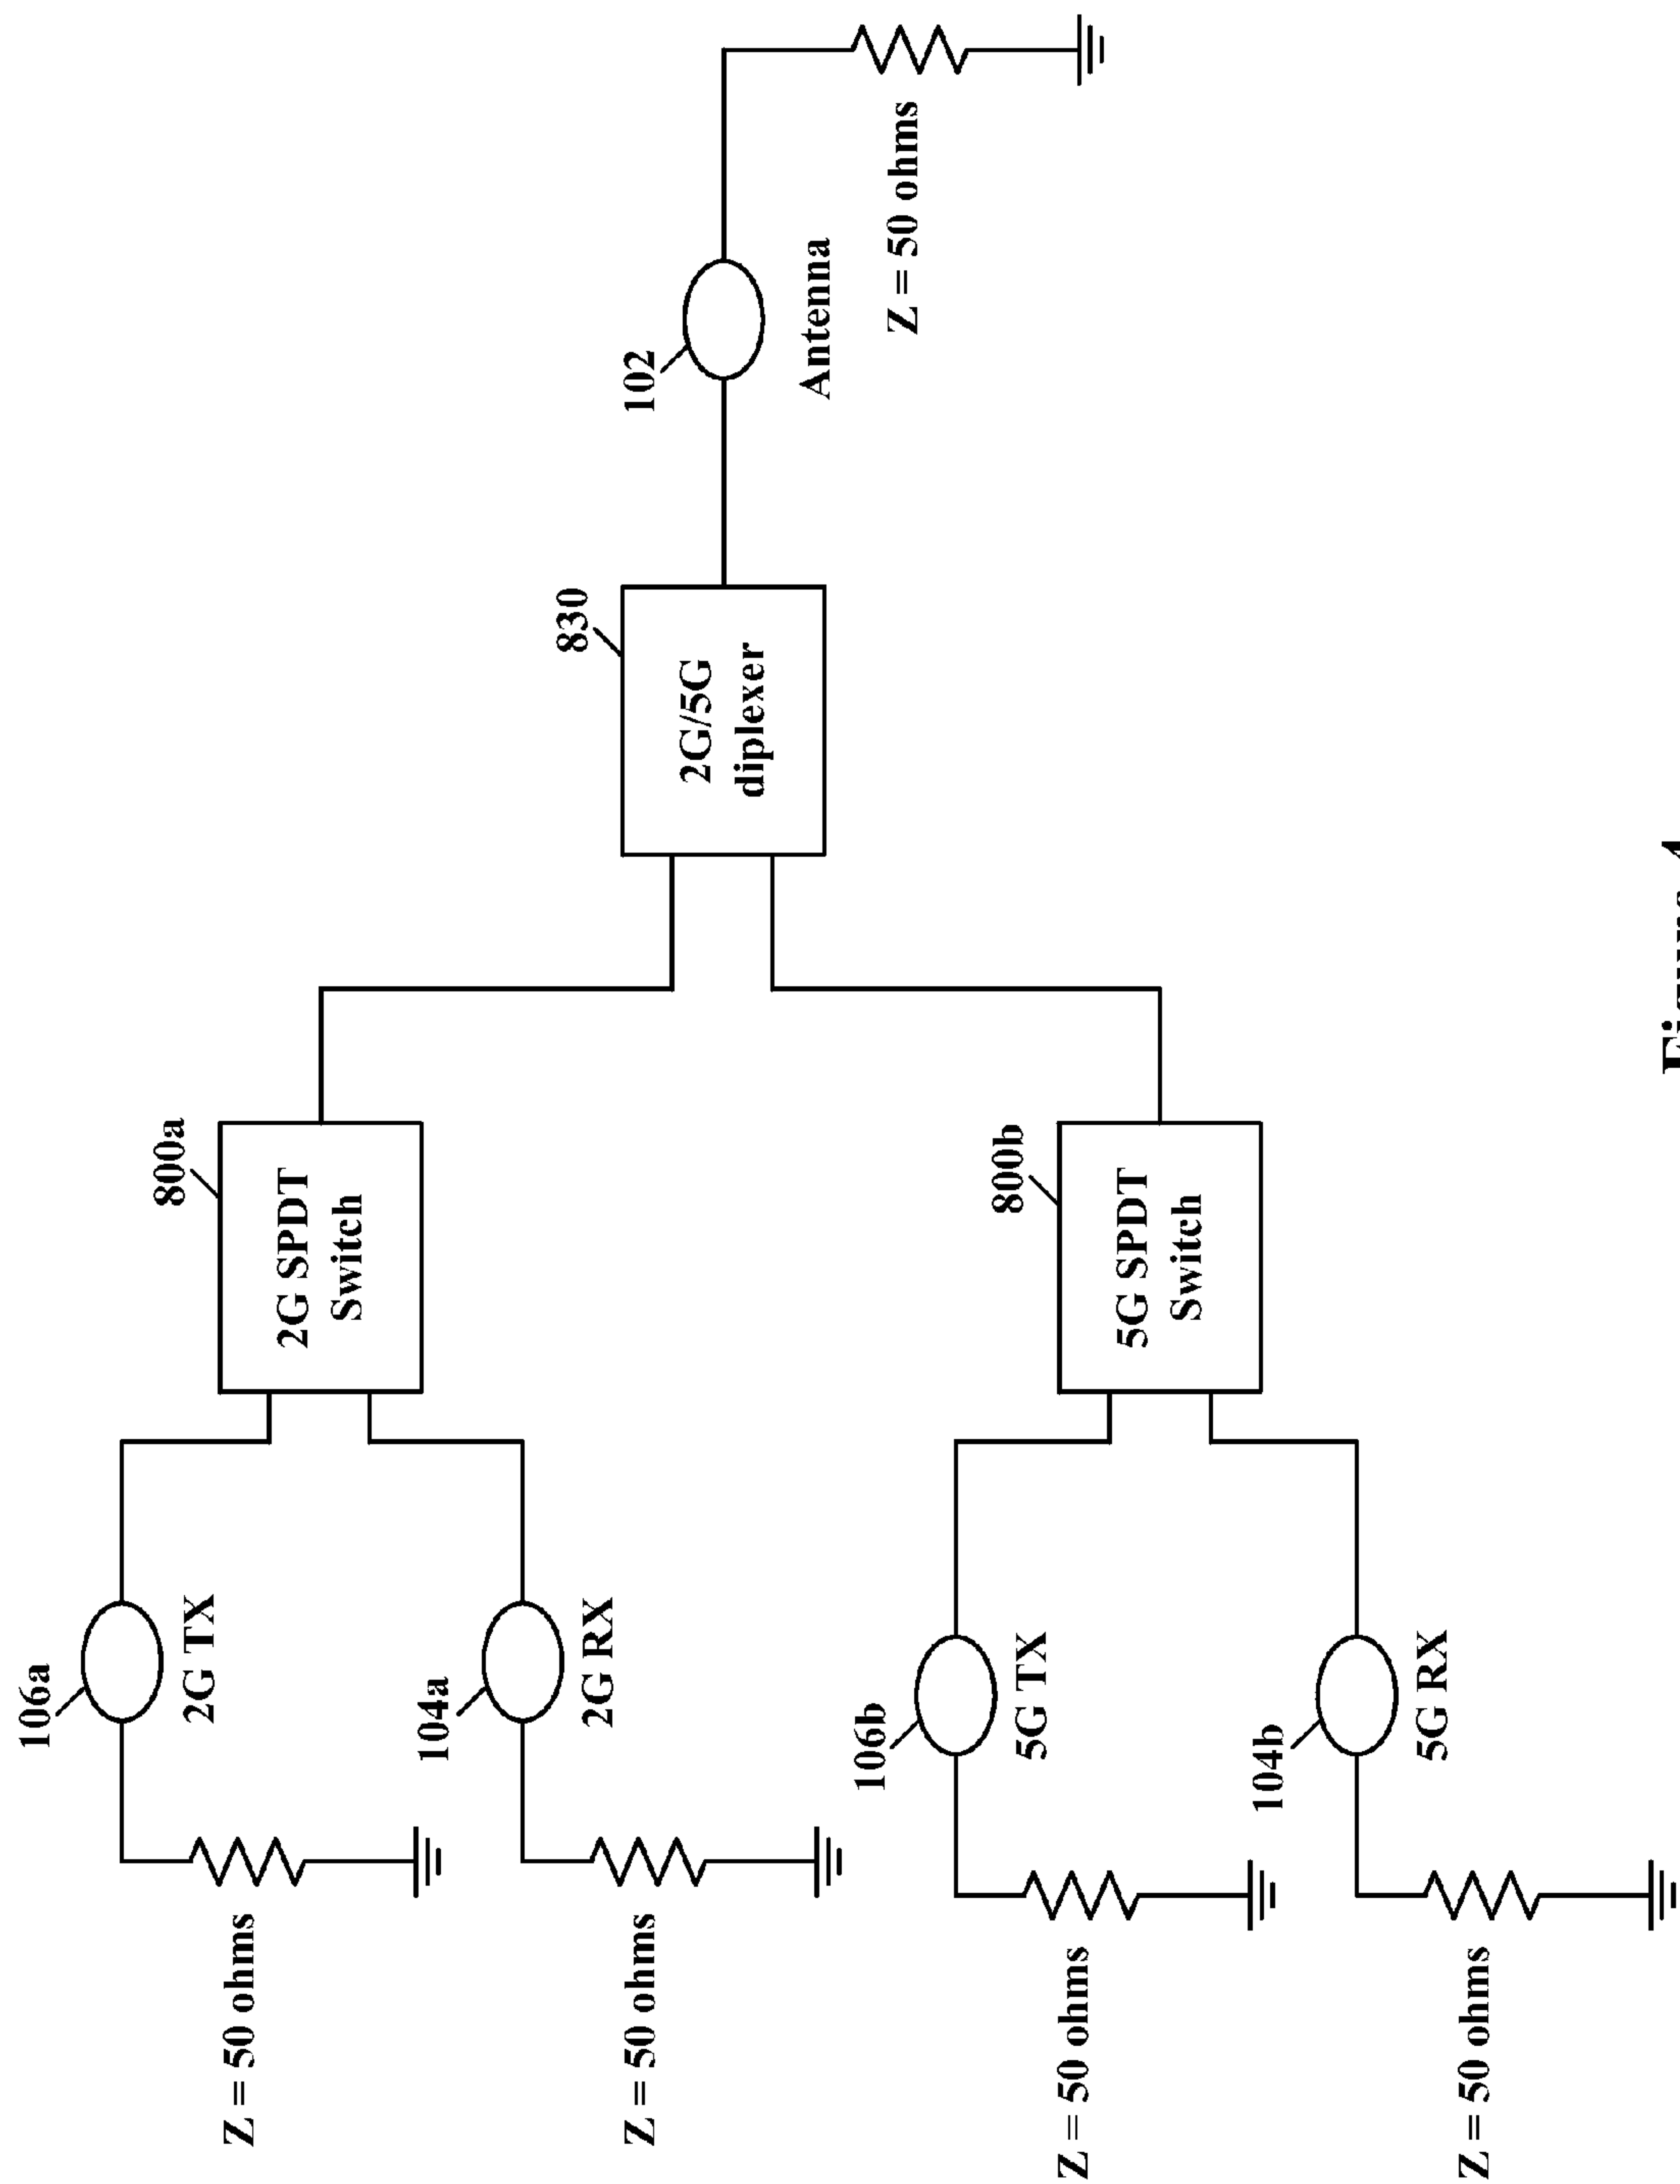 106a
800a
2G TX
Z = 50 ohms
2G SPDT
Switch
104a
830
2G RX
Z = 50 ohms
102
2G/5G
diplexer
Antenna
106b
Z = 50 ohms
800b
5G TX
Z = 50 ohms
5G SPDT
Switch
104b
5G RX
Z = 50 ohms
Figure